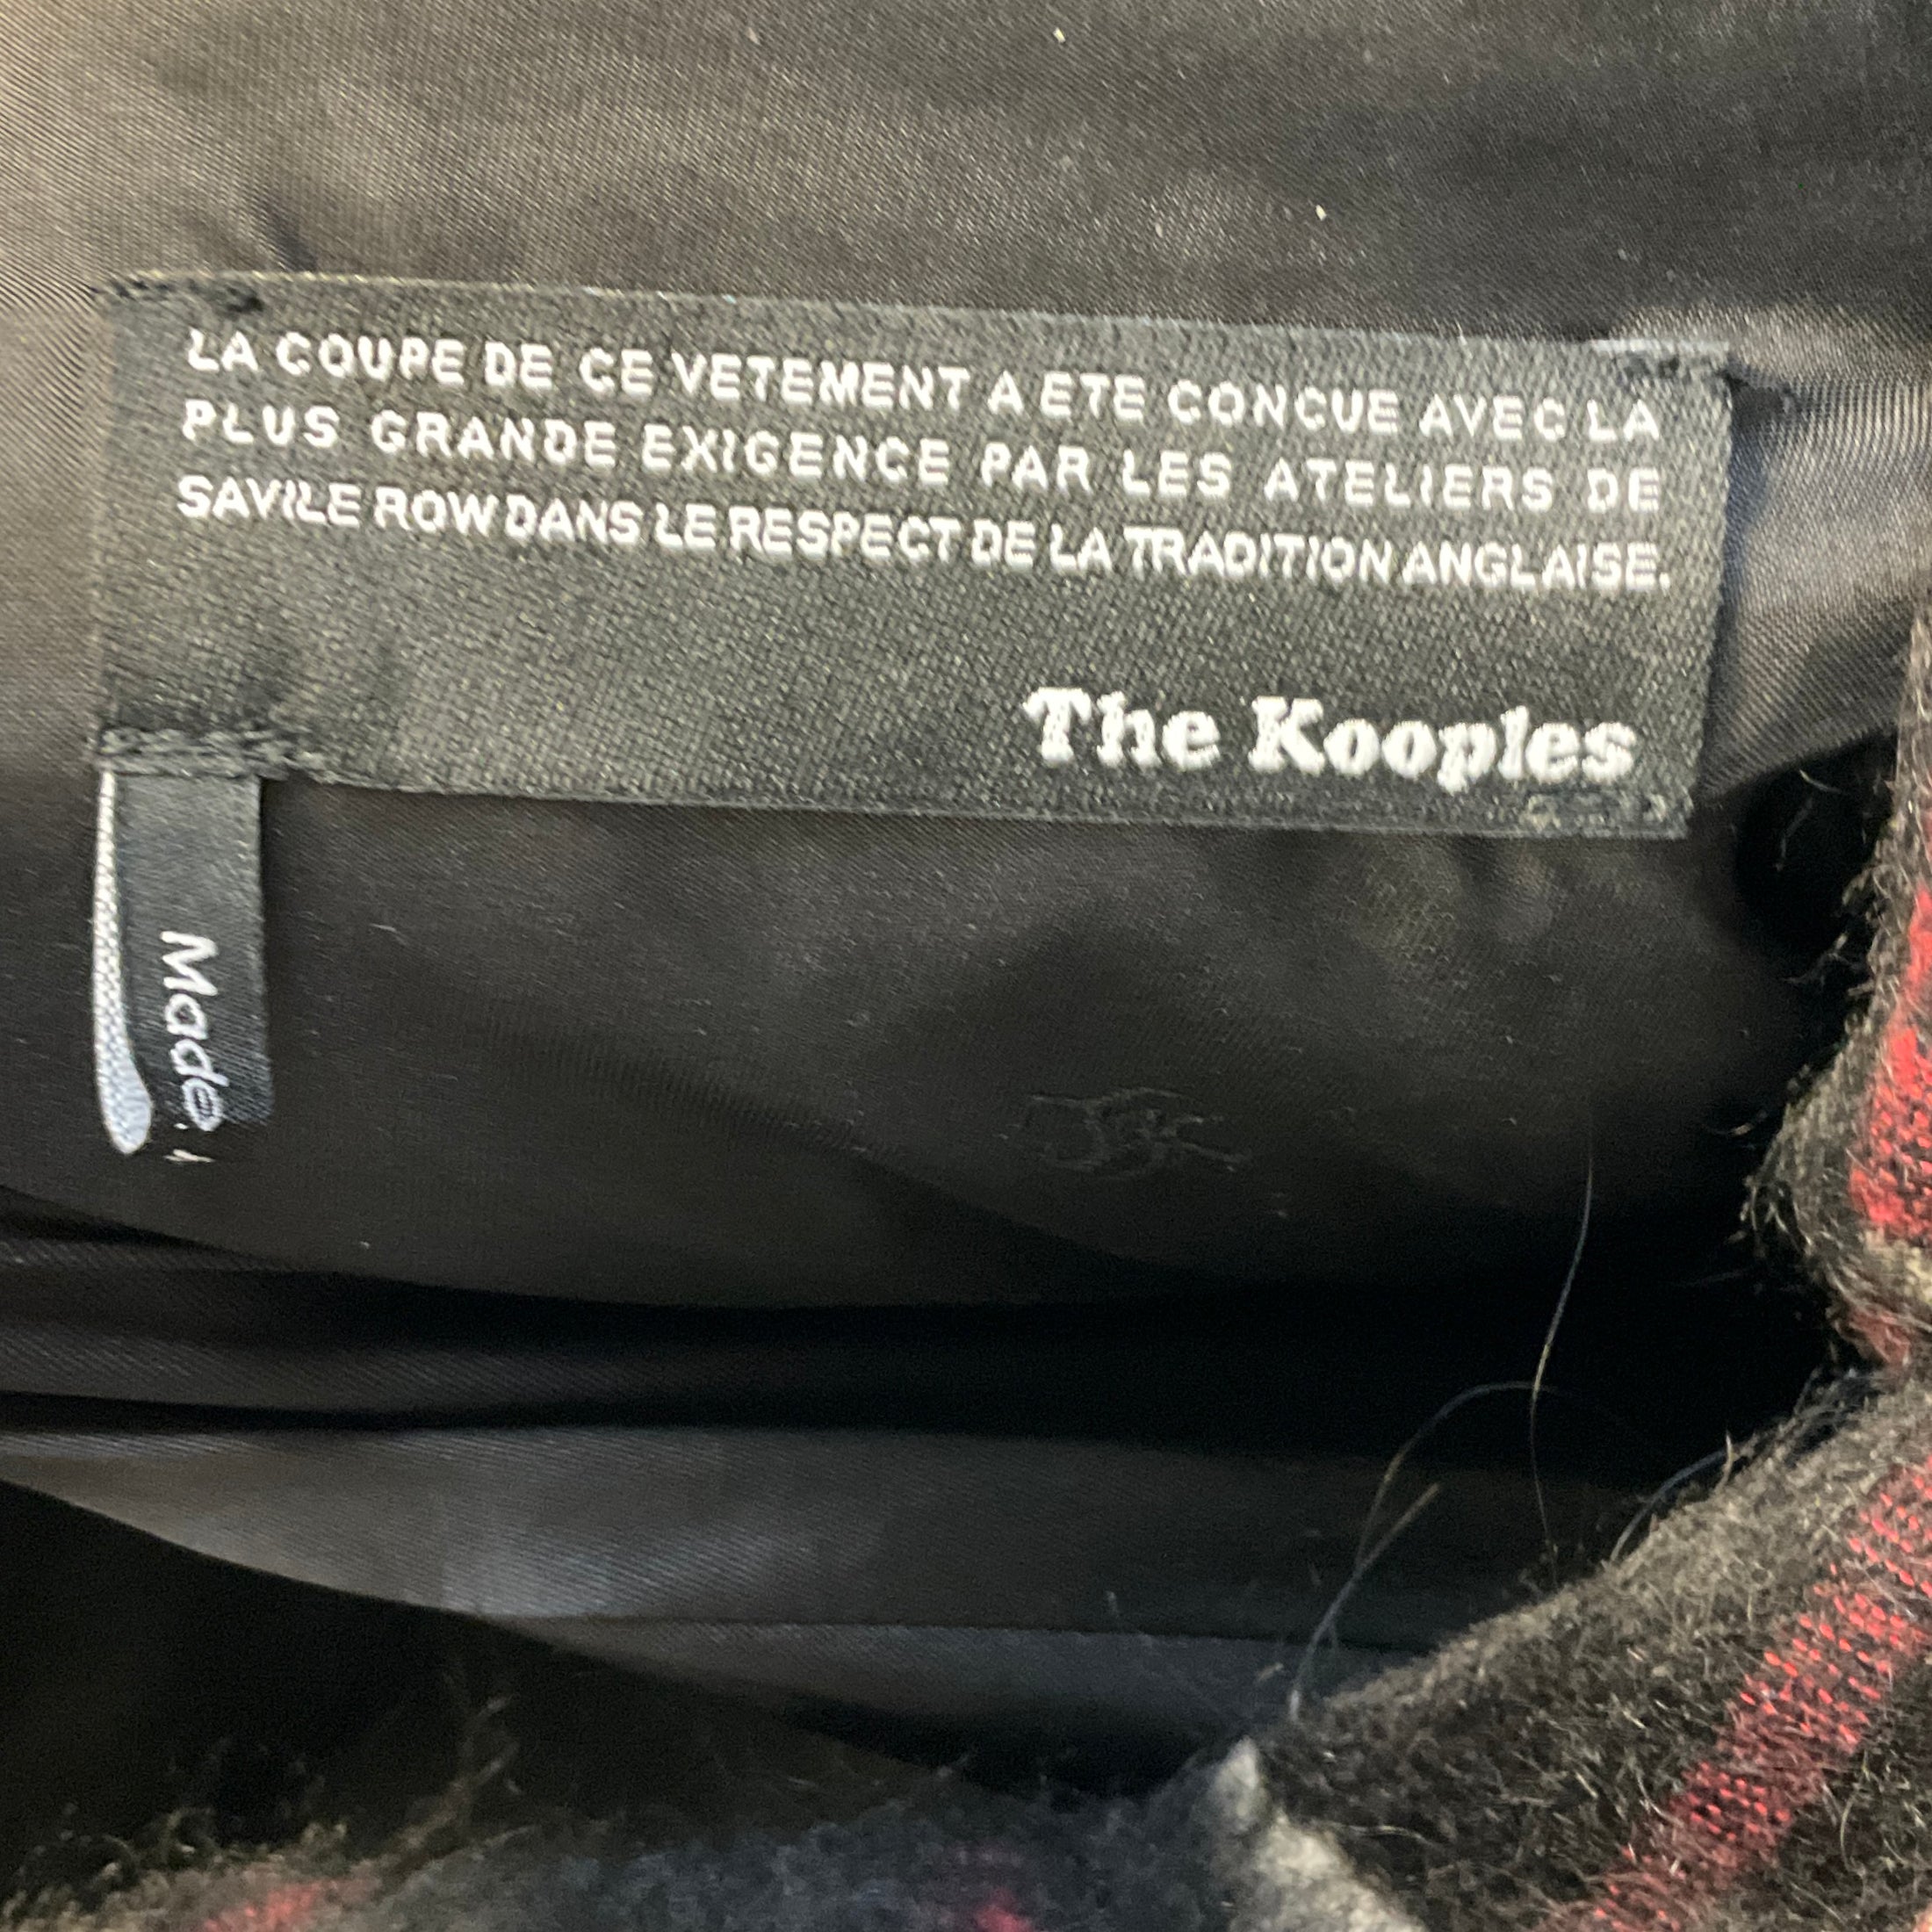 LA COUPE DE CE VETEMENT A ETE CONCUE AVEC LA
PLUS GRANDE EXIGENCE PAR LES ATELIERS DE
SAVILE ROW DANS LE RESPECT DE LA TRADITION ANGLAISE.
The Kooples
Made